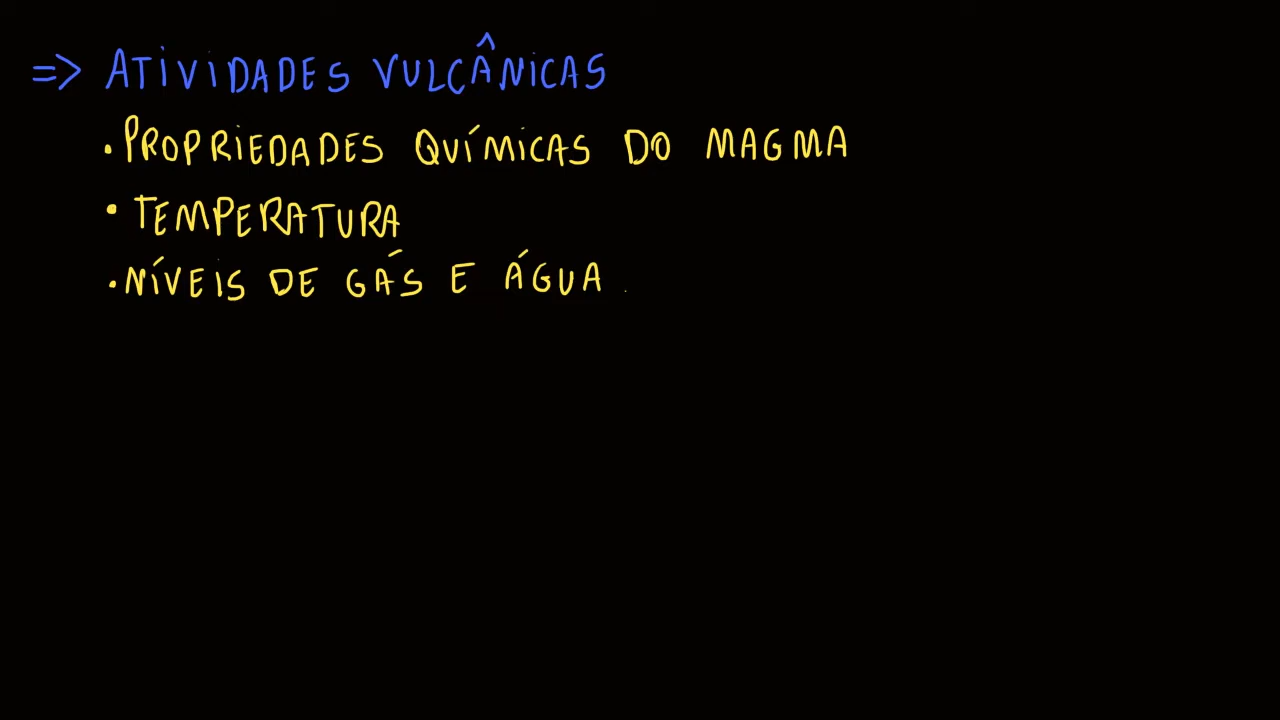 => ATIVIDADES VULCÂNICAS
. PROPRIEDADES QUÍMICAS DO MAGMA
. TEMPERATURA
. NÍVEIS DE GÁS E ÁGUA .